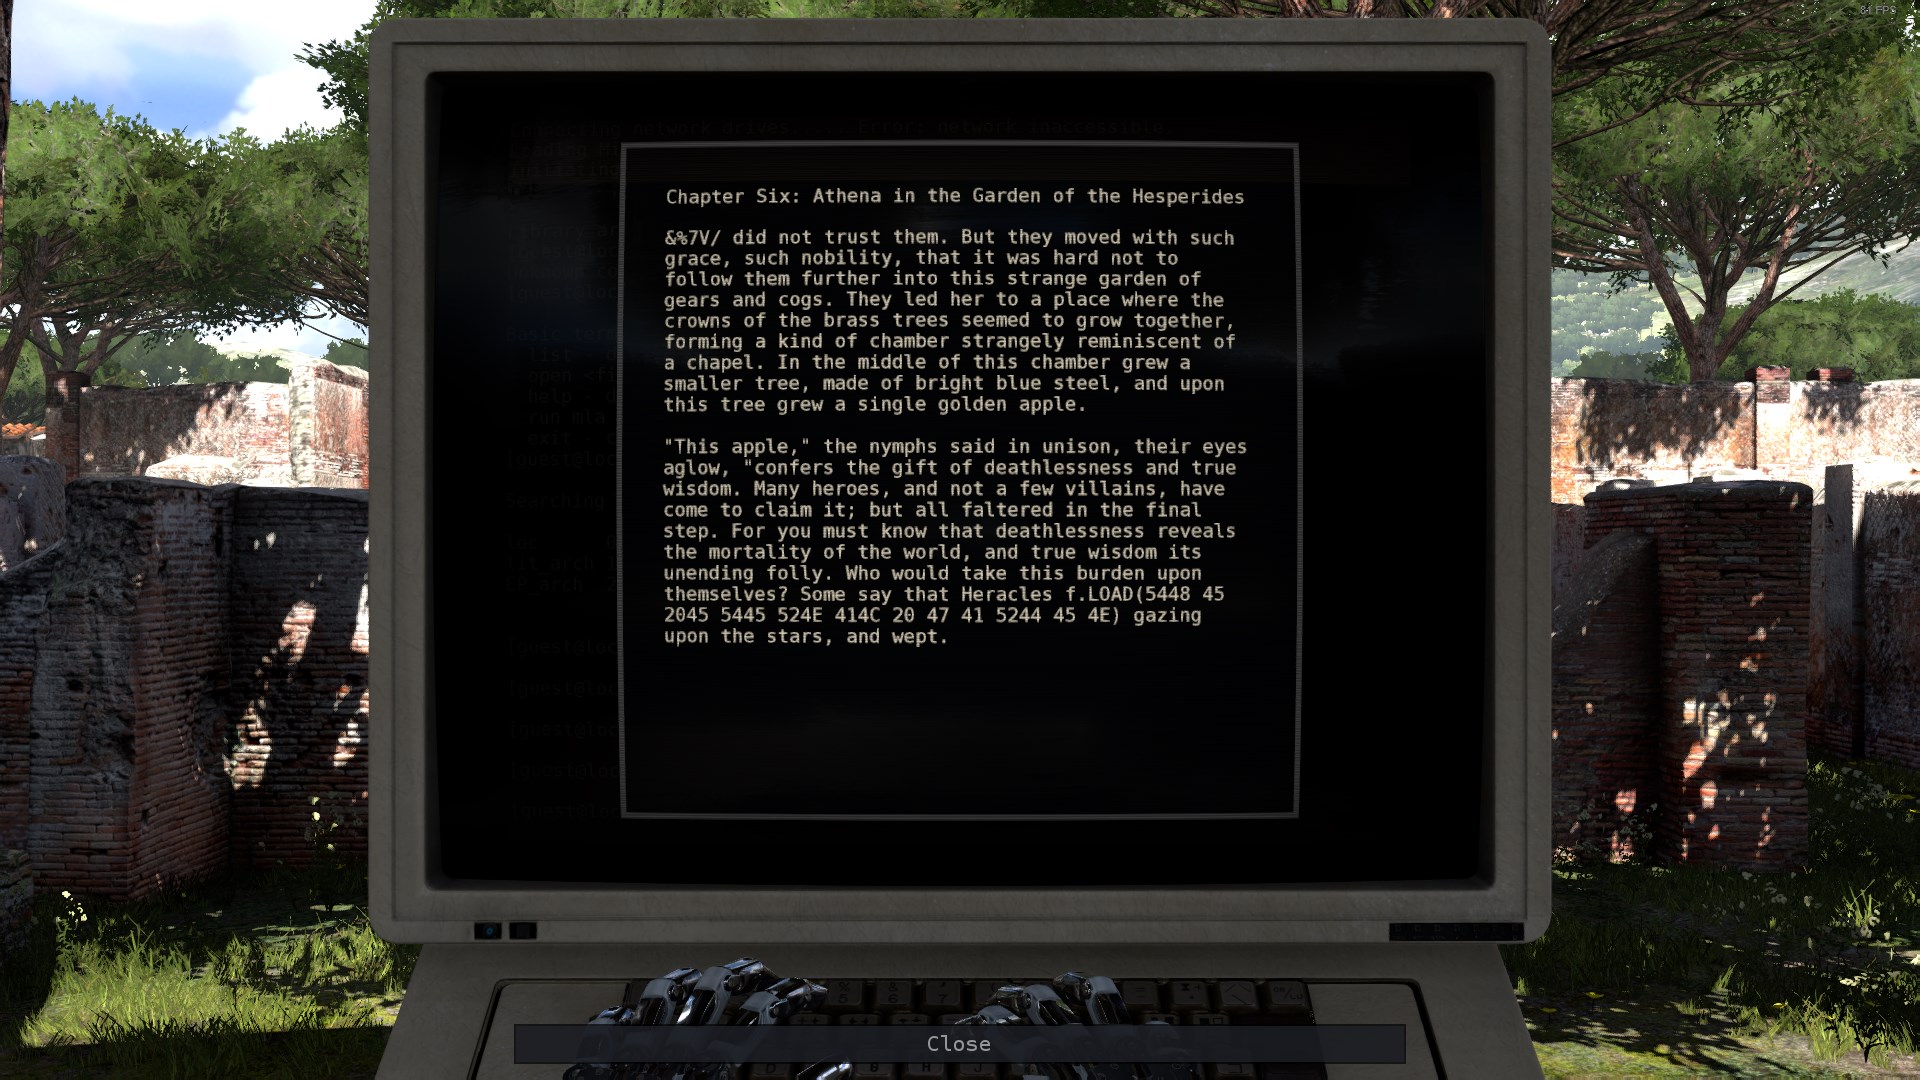 81 FPS
Connecting network drives..... Error: network inaccessible.
Chapter Six: Athena in the Garden of the Hesperides
&%7V/ did not trust them. But they moved with such
grace, such nobility, that it was hard not to
follow them further into this strange garden of
gears and cogs. They led her to a place where the
crowns of the brass trees seemed to grow together,
forming a kind of chamber strangely reminiscent of
a chapel. In the middle of this chamber grew a
smaller tree, made of bright blue steel, and upon
this tree grew a single golden apple.
"This apple," the nymphs said in unison, their eyes
aglow, "confers the gift of deathlessness and true
wisdom. Many heroes, and not a few villains, have
come to claim it; but all faltered in the final
step. For you must know that deathlessness reveals
the mortality of the world, and true wisdom its
unending folly. Who would take this burden upon
themselves? Some say that Heracles f.LOAD(5448 45
2045 5445 524E 414C 20 47 41 5244 45 4E) gazing
upon the stars, and wept.
Close